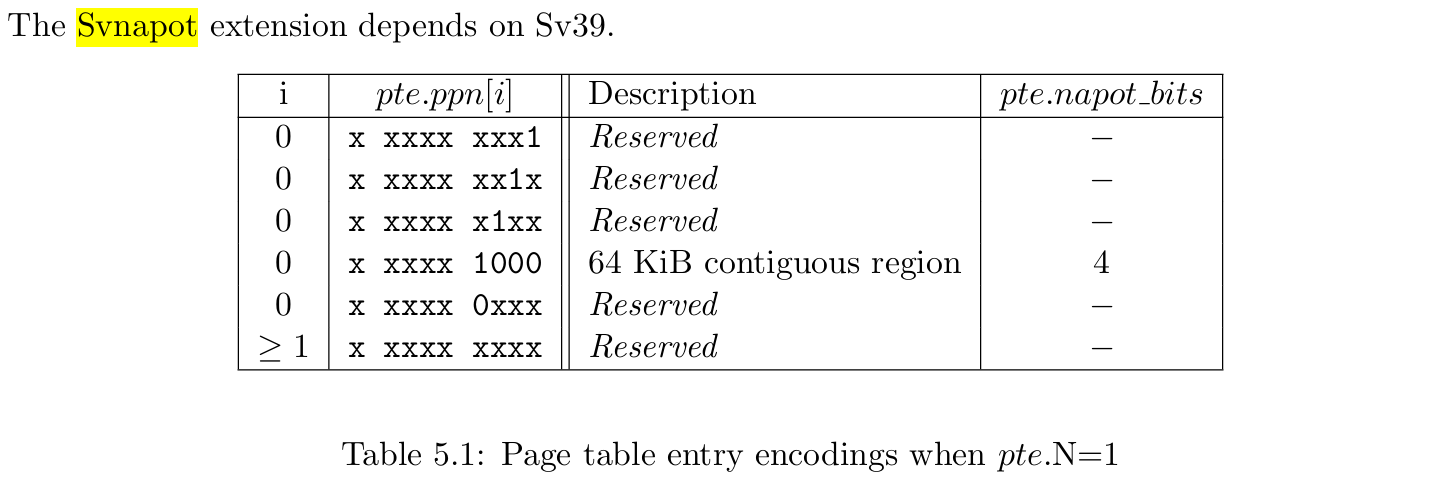 The Svnapot extension depends on Sv39.
i pte.ppn[i] Description pte.napot_bits
0 x xxxx xxx1 Reserved −
0 x xxxx xx1x Reserved −
0 x xxxx x1xx Reserved −
0 x xxxx 1000 64 KiB contiguous region 4
0 x xxxx 0xxx Reserved −
≥ 1 x xxxx xxxx Reserved −
Table 5.1: Page table entry encodings when pte.N=1